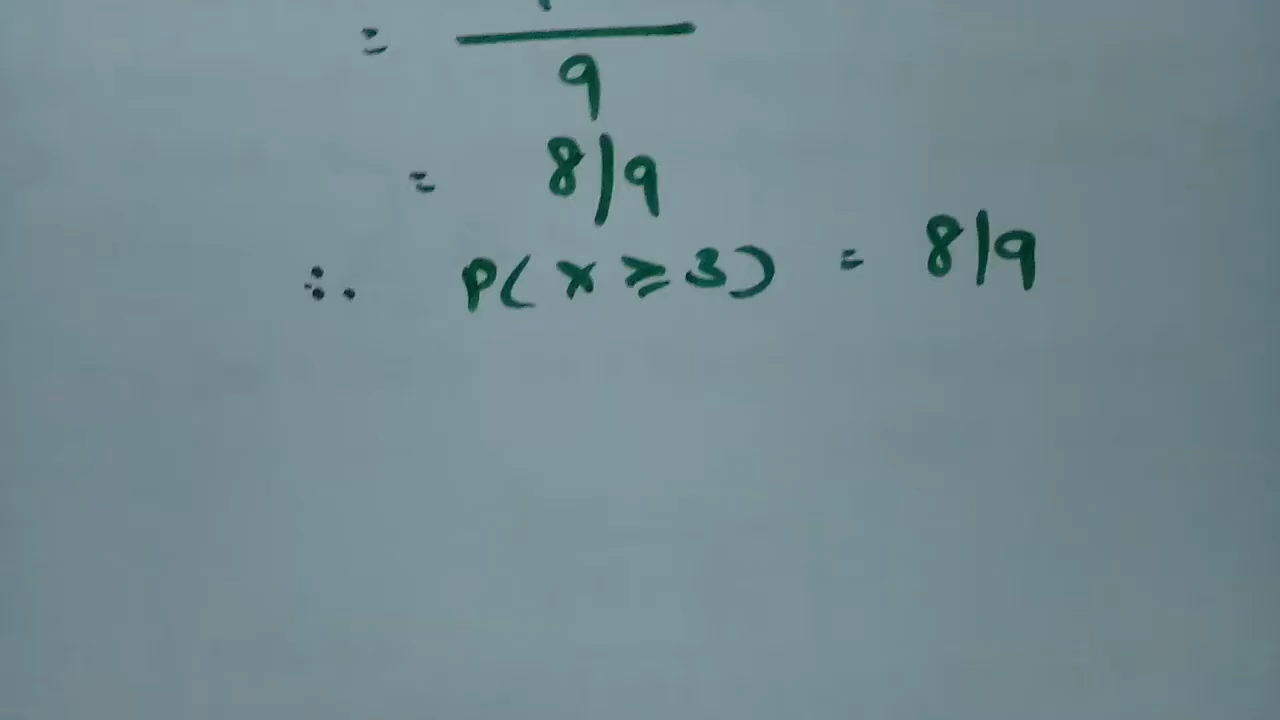 = ―
9
= 8/9
∴ P(x ≥ 3) = 8/9